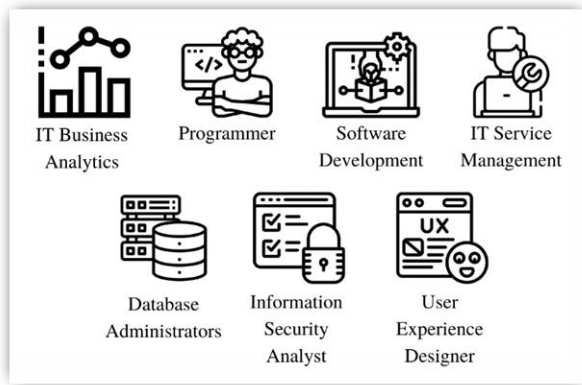 IT Business
Analytics
</>
Programmer
Software
Development
IT Service
Management
Database
Administrators
Information
Security
Analyst
UX
User
Experience
Designer